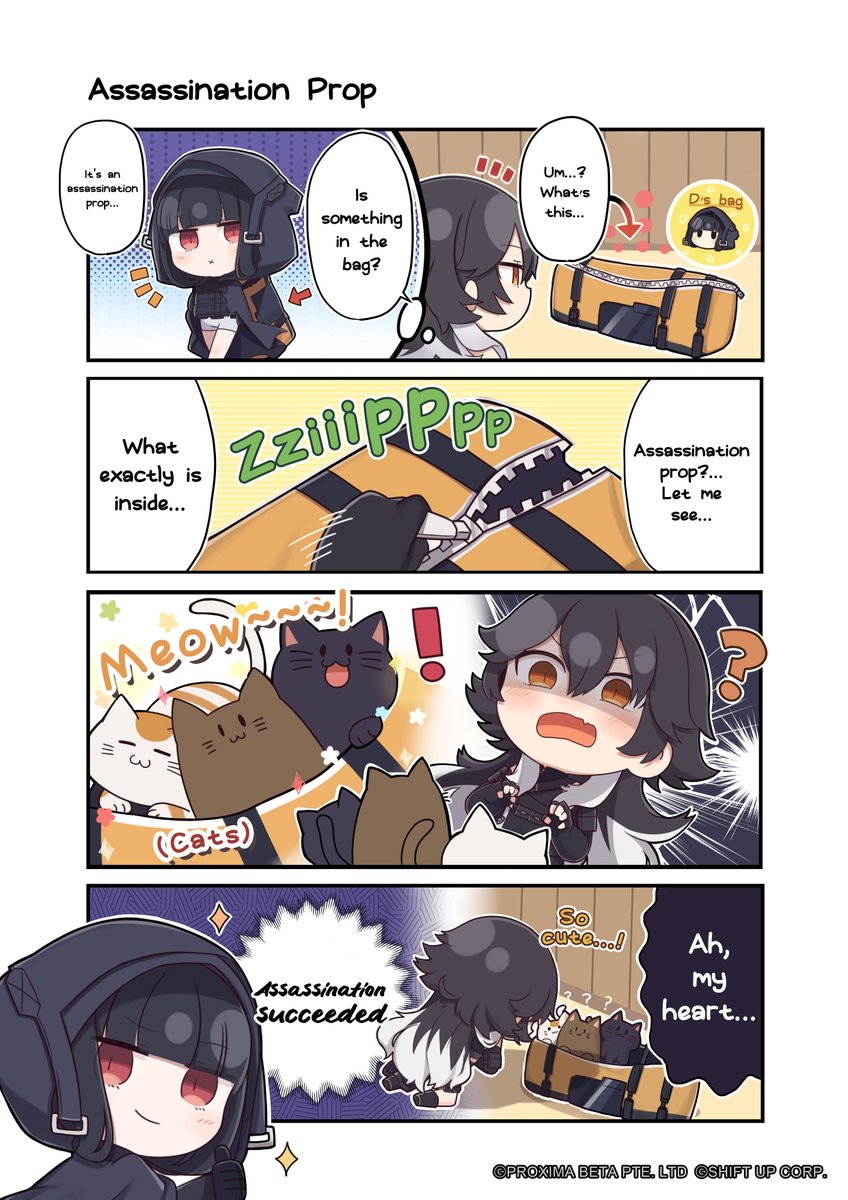 Assassination Prop
It's an
assassination
prop...
Is
something
in the
bag?
Um...?
What's
this...
D's bag
What
exactly is
inside...
Zziiipppp
Assassination
prop?...
Let me
see...
Meow~~~!
!
?
(Cats)
Assassination
succeeded
So
cute...!
? ? ?
Ah,
my
heart...
©PROXIMA BETA PTE. LTD ©SHIFT UP CORP.